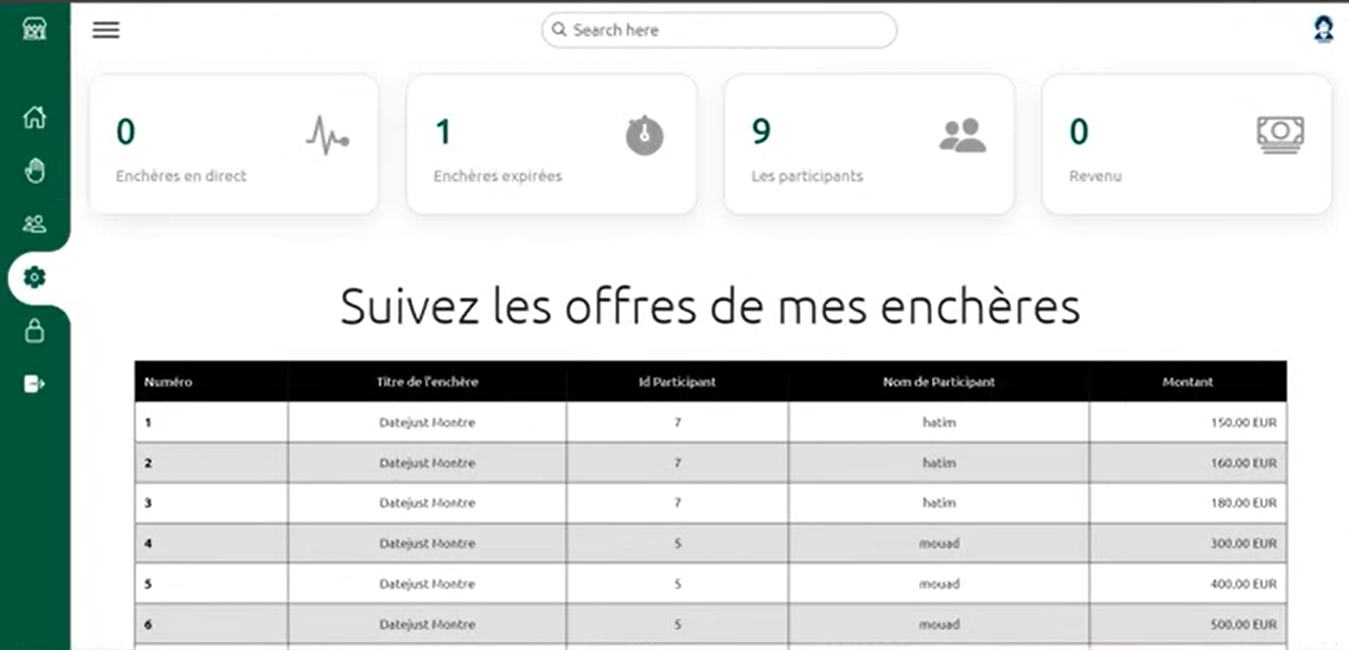 Search here
0
Enchères en direct
1
Enchères expirées
9
Les participants
0
Revenu
Suivez les offres de mes enchères
Numéro Titre de l'enchère Id Participant Nom de Participant Montant
1 Datejust Montre 7 hatim 150.00 EUR
2 Datejust Montre 7 hatim 160.00 EUR
3 Datejust Montre 7 hatim 180.00 EUR
4 Datejust Montre 5 mouad 300.00 EUR
5 Datejust Montre 5 mouad 400.00 EUR
6 Datejust Montre 5 mouad 500.00 EUR